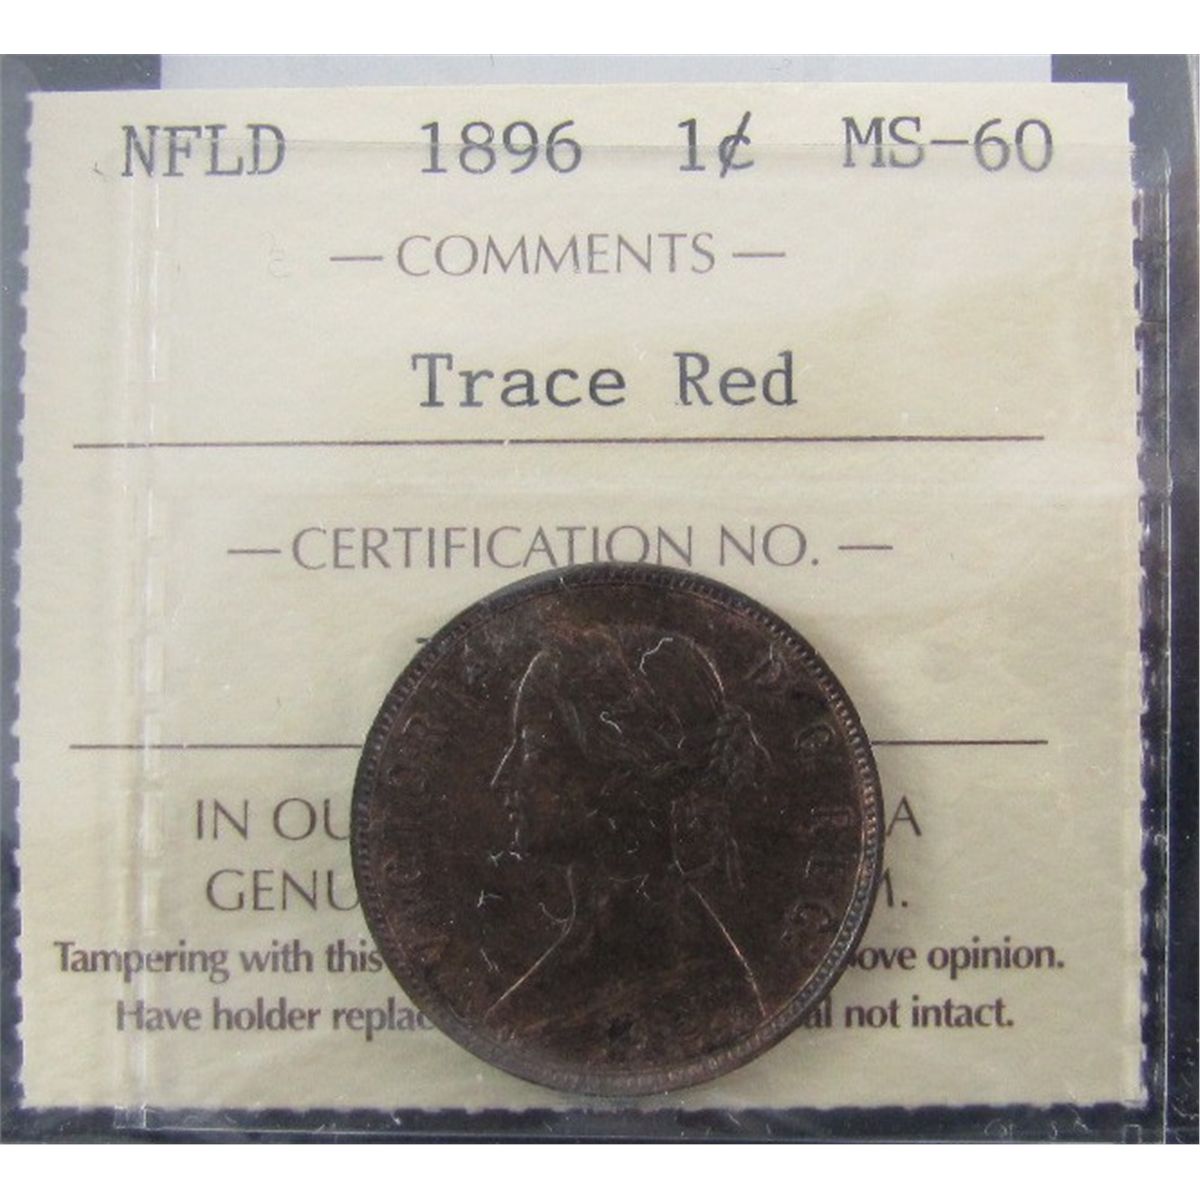 NFLD 1896 1¢ MS-60
— COMMENTS —
Trace Red
— CERTIFICATION NO. —
IN OU A
GENU M.
Tampering with this ove opinion.
Have holder replac al not intact.
VICTORIA D G REG